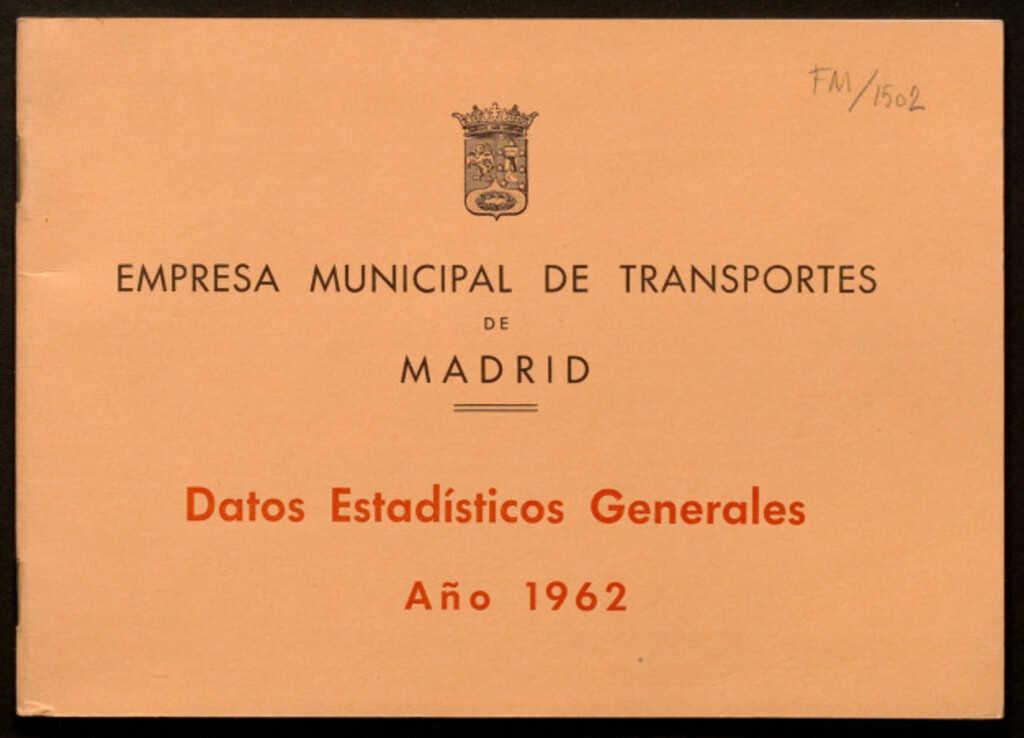 FM/1502
EMPRESA MUNICIPAL DE TRANSPORTES
DE
MADRID
Datos Estadísticos Generales
Año 1962